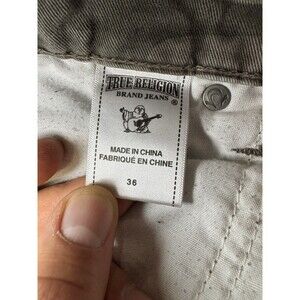 TRUE RELIGION
BRAND JEANS ®
MADE IN CHINA
FABRIQUÉ EN CHINE
36